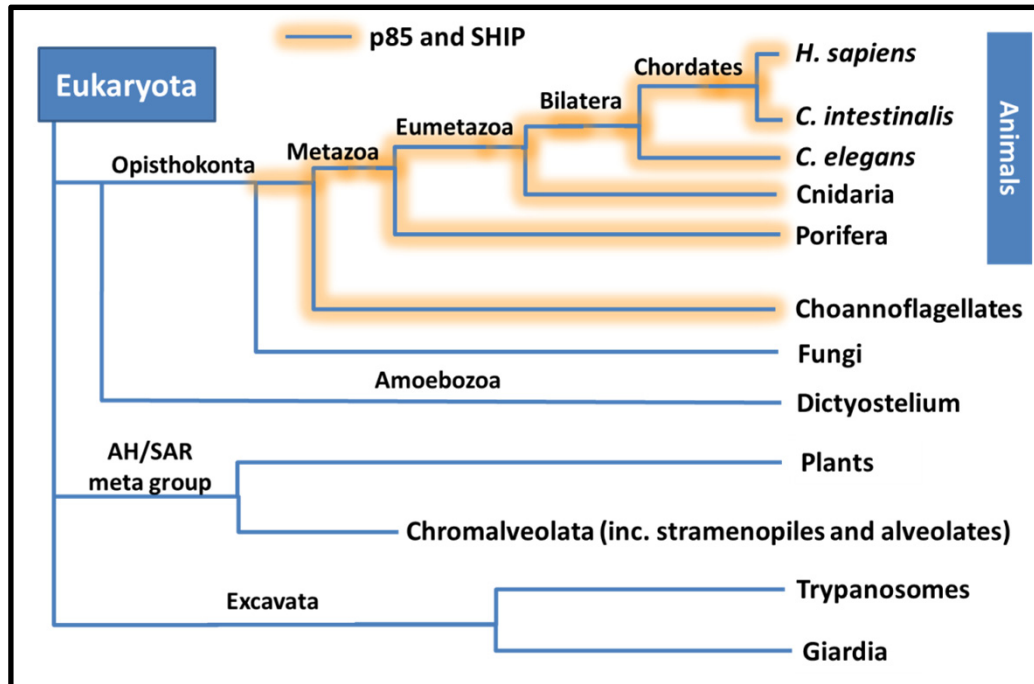 p85 and SHIP
Eukaryota
Chordates
H. sapiens
Bilatera
C. intestinalis
Eumetazoa
Metazoa
C. elegans
Opisthokonta
Cnidaria
Animals
Porifera
Choannoflagellates
Fungi
Amoebozoa
Dictyostelium
AH/SAR
meta group
Plants
Chromalveolata (inc. stramenopiles and alveolates)
Trypanosomes
Excavata
Giardia